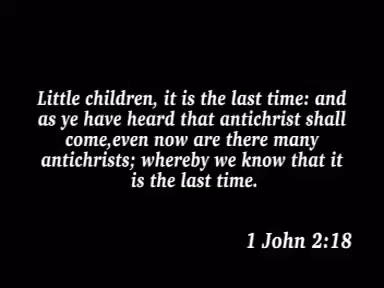 Little children, it is the last time: and
as ye have heard that antichrist shall
come,even now are there many
antichrists; whereby we know that it
is the last time.
1 John 2:18